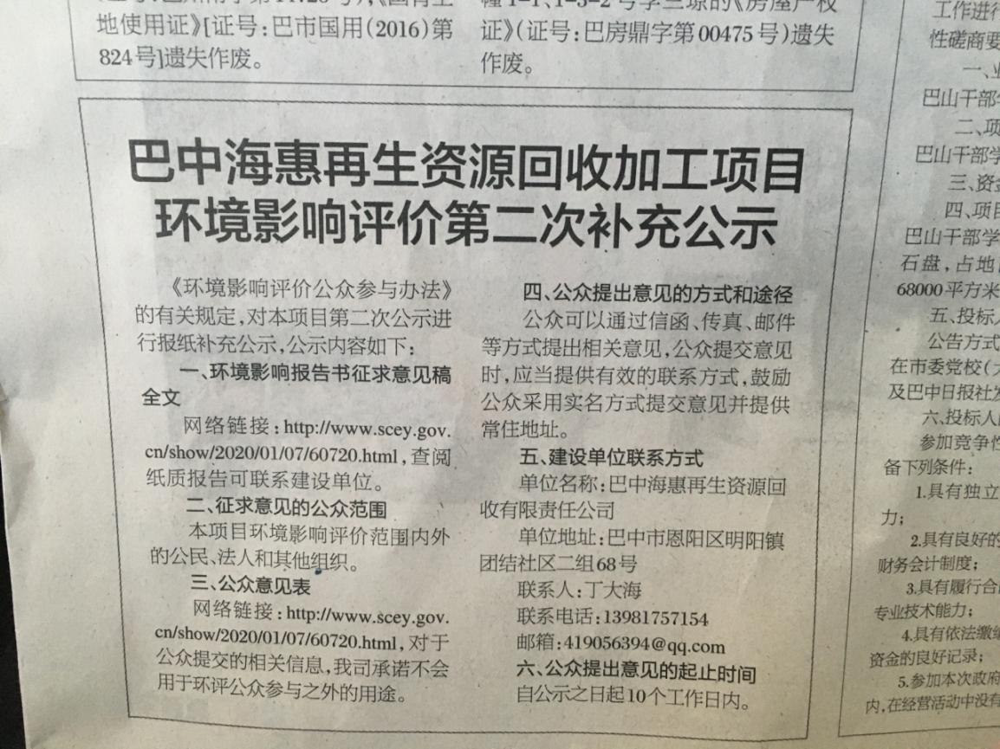 地使用证》[证号:巴市国用(2016)第
824号]遗失作废。
幢1-1、1-3-2号李三琼的《房屋产权
证》(证号:巴房鼎字第00475号)遗失
作废。
巴中海惠再生资源回收加工项目
环境影响评价第二次补充公示
《环境影响评价公众参与办法》
的有关规定,对本项目第二次公示进
行报纸补充公示,公示内容如下:
一、环境影响报告书征求意见稿
全文
网络链接:http://www.scey.gov.
cn/show/2020/01/07/60720.html,查阅
纸质报告可联系建设单位。
二、征求意见的公众范围
本项目环境影响评价范围内外
的公民、法人和其他组织。
三、公众意见表
网络链接:http://www.scey.gov.
cn/show/2020/01/07/60720.html,对于
公众提交的相关信息,我司承诺不会
用于环评公众参与之外的用途。
四、公众提出意见的方式和途径
公众可以通过信函、传真、邮件
等方式提出相关意见,公众提交意见
时,应当提供有效的联系方式,鼓励
公众采用实名方式提交意见并提供
常住地址。
五、建设单位联系方式
单位名称:巴中海惠再生资源回
收有限责任公司
单位地址:巴中市恩阳区明阳镇
团结社区二组68号
联系人:丁大海
联系电话:13981757154
邮箱:419056394@qq.com
六、公众提出意见的起止时间
自公示之日起10个工作日内。
工作进行
性磋商要
一、业
巴山干部学
二、项
巴山干部学
三、资金
四、项目
巴山干部学
石盘,占地面
68000平方米
五、投标人
公告方式
在市委党校(大
及巴中日报社发
六、投标人
参加竞争性
备下列条件:
1.具有独立
力;
2.具有良好的
财务会计制度;
3.具有履行合同
专业技术能力;
4.具有依法缴纳
资金的良好记录;
5.参加本次政府
内,在经营活动中没有